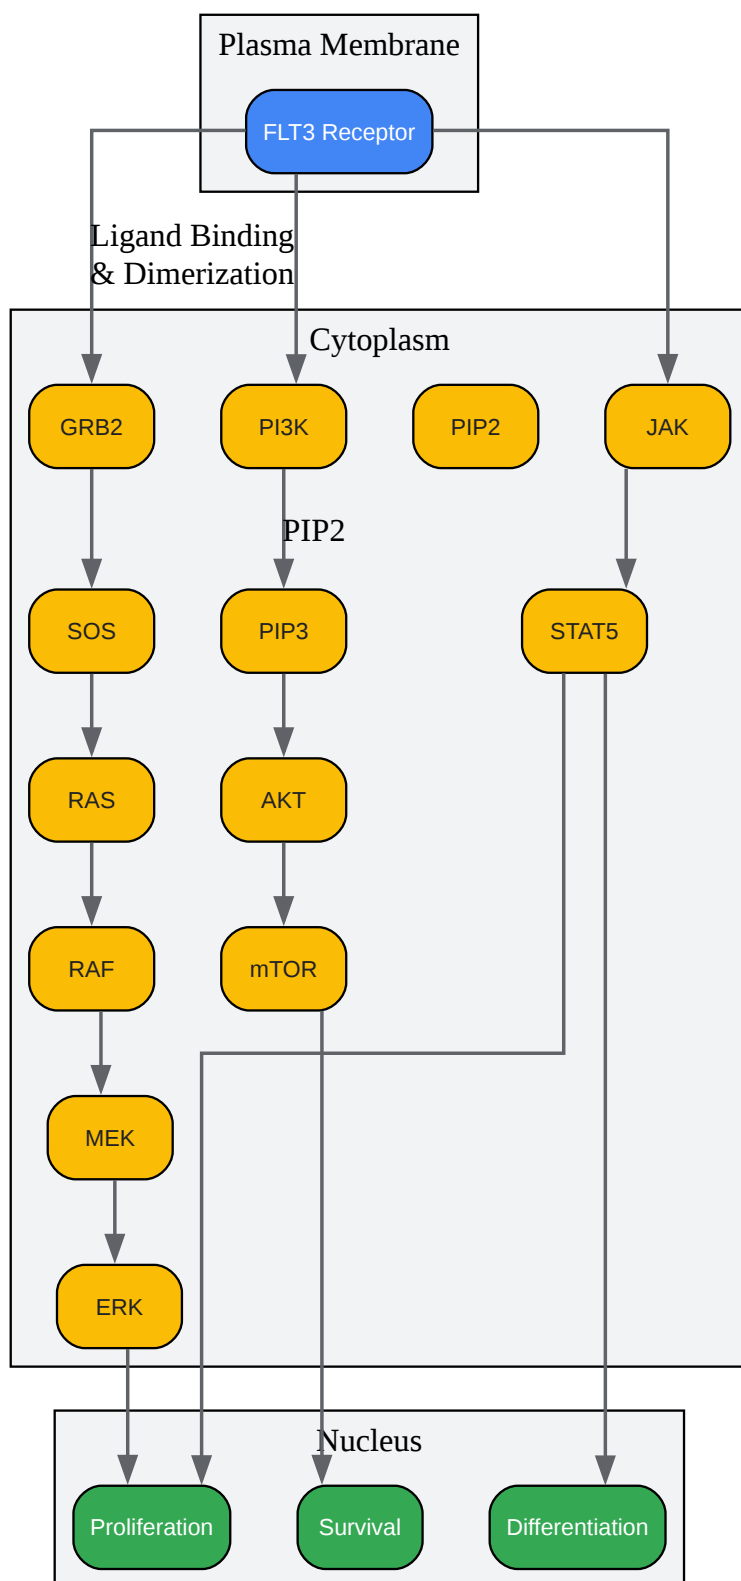 Plasma Membrane
FLT3 Receptor
Ligand Binding
& Dimerization
Cytoplasm
GRB2
PI3K
PIP2
JAK
PIP2
SOS
PIP3
STAT5
RAS
AKT
RAF
mTOR
MEK
ERK
Nucleus
Proliferation
Survival
Differentiation